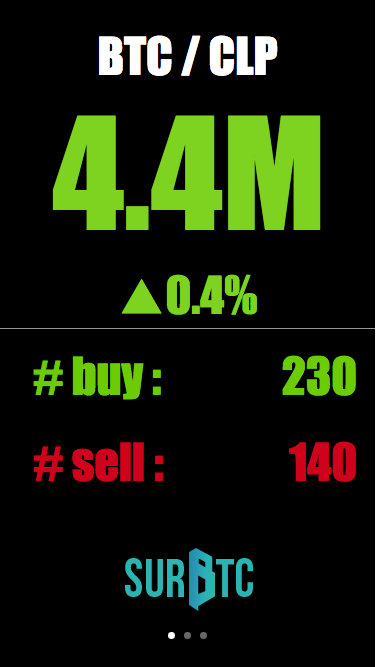 BTC / CLP
4.4M
▲0.4%
# buy : 230
# sell : 140
SURBTC